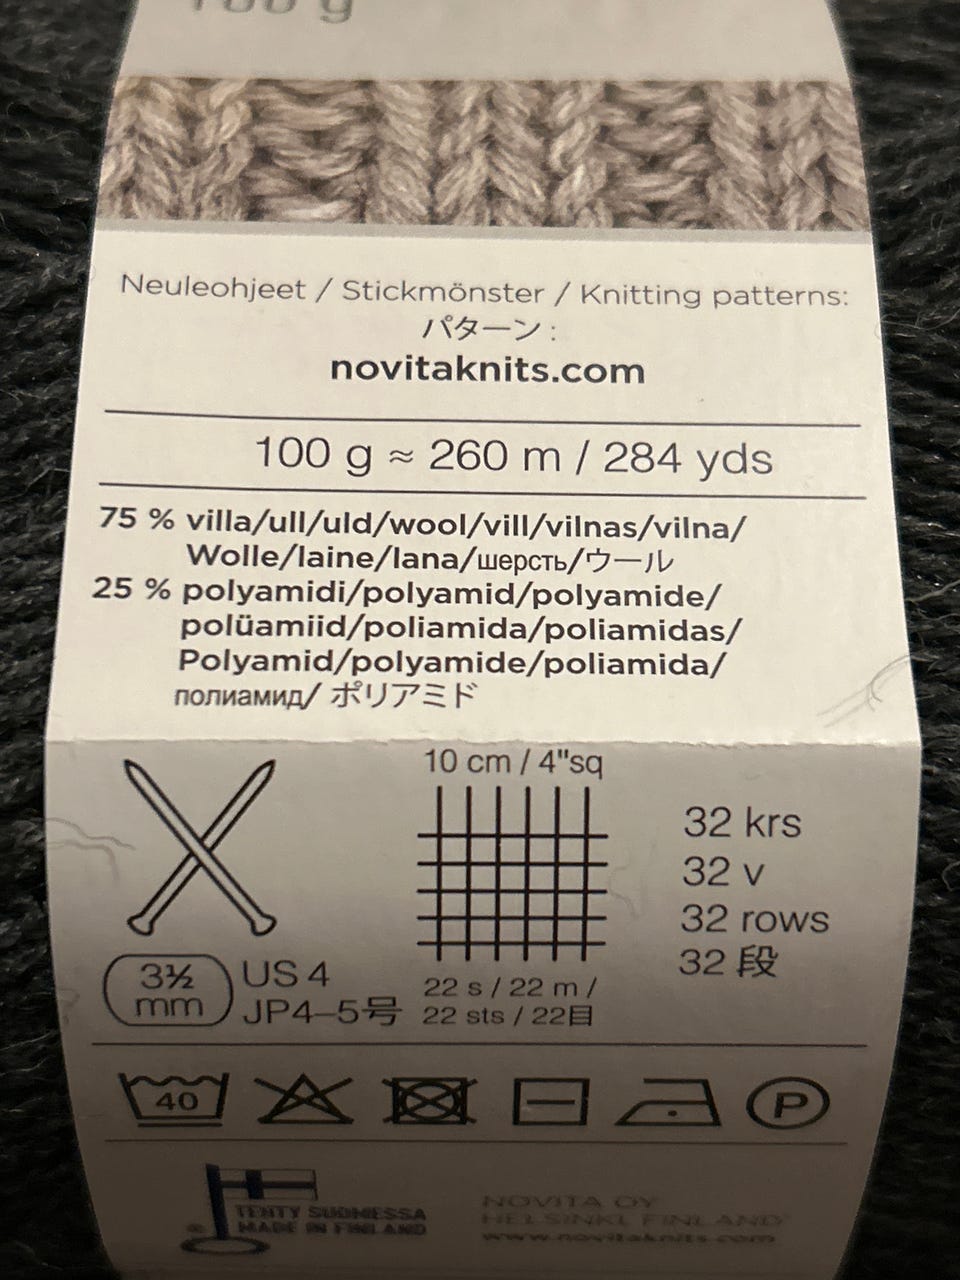 100 g
Neuleohjeet / Stickmönster / Knitting patterns:
パターン :
novitaknits.com
100 g ≈ 260 m / 284 yds
75 % villa/ull/uld/wool/vill/vilnas/vilna/
Wolle/laine/lana/шерсть/ウール
25 % polyamidi/polyamid/polyamide/
polüamiid/poliamida/poliamidas/
Polyamid/polyamide/poliamida/
полиамид/ ポリアミド
10 cm / 4"sq
32 krs
32 v
32 rows
32 段
3½
mm
US 4
JP4–5号
22 s / 22 m /
22 sts / 22目
40
P
TEHTY SUOMESSA
MADE IN FINLAND
NOVITA OY
HELSINKI, FINLAND
www.novitaknits.com